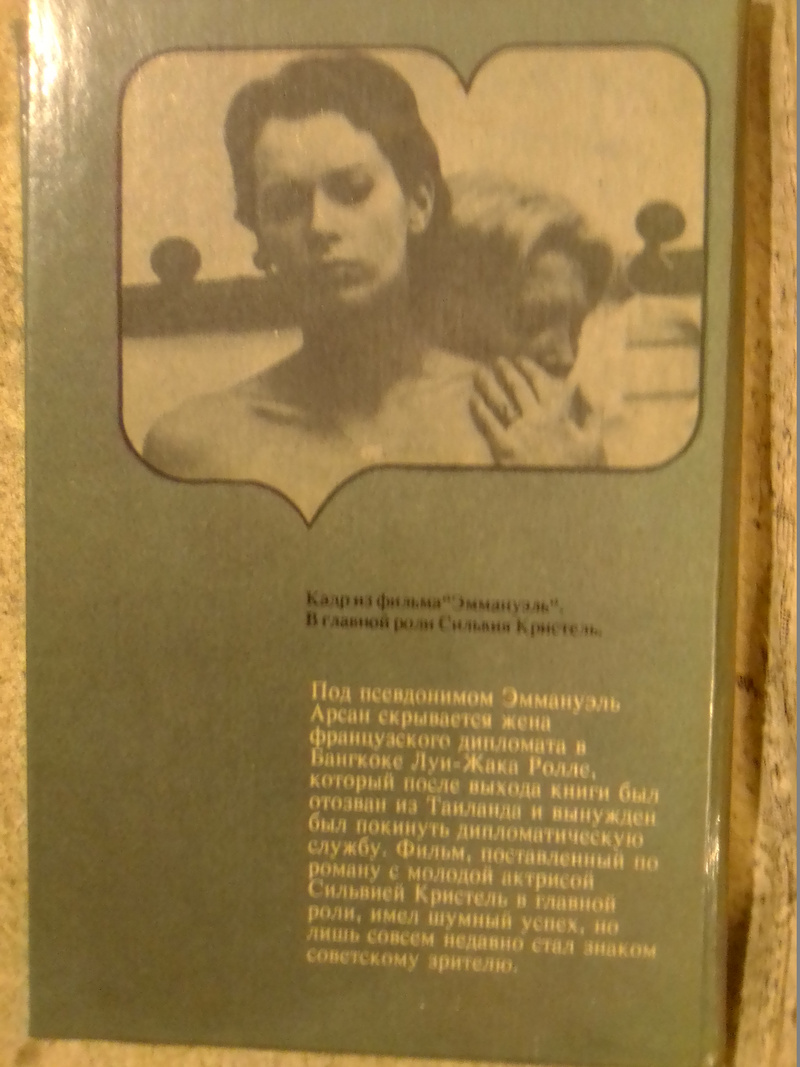 Кадр из фильма "Эммануэль".
В главной роли Сильвия Кристель.
Под псевдонимом Эммануэль
Арсан скрывается жена
французского дипломата в
Бангкоке Луи-Жака Ролле,
который после выхода книги был
отозван из Таиланда и вынужден
был покинуть дипломатическую
службу. Фильм, поставленный по
роману с молодой актрисой
Сильвией Кристель в главной
роли, имел шумный успех, но
лишь совсем недавно стал знаком
советскому зрителю.